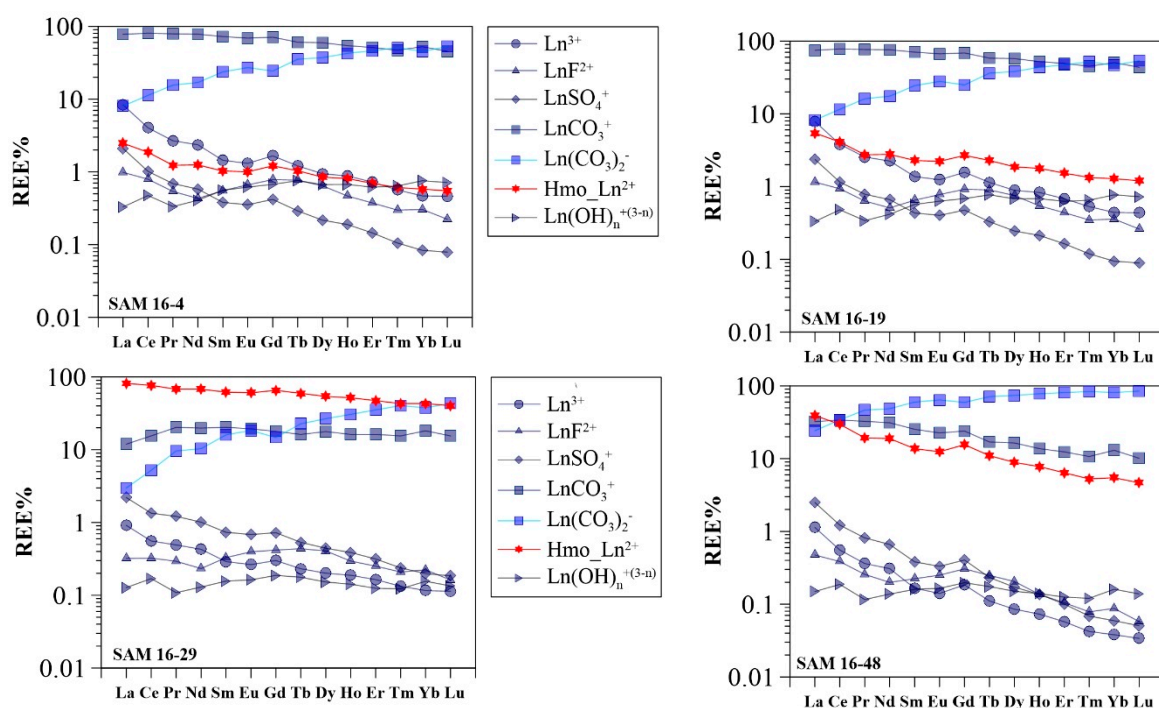 100
10
1
0.1
0.01
REE%
SAM 16-4
La Ce Pr Nd Sm Eu Gd Tb Dy Ho Er Tm Yb Lu
Ln³⁺
LnF²⁺
LnSO₄⁺
LnCO₃⁺
Ln(CO₃)₂⁻
Hmo_Ln²⁺
Ln(OH)ₙ⁺⁽³⁻ⁿ⁾
100
10
1
0.1
0.01
REE%
SAM 16-19
La Ce Pr Nd Sm Eu Gd Tb Dy Ho Er Tm Yb Lu
100
10
1
0.1
0.01
REE%
SAM 16-29
La Ce Pr Nd Sm Eu Gd Tb Dy Ho Er Tm Yb Lu
Ln³⁺
LnF²⁺
LnSO₄⁺
LnCO₃⁺
Ln(CO₃)₂⁻
Hmo_Ln²⁺
Ln(OH)ₙ⁺⁽³⁻ⁿ⁾
100
10
1
0.1
0.01
REE%
SAM 16-48
La Ce Pr Nd Sm Eu Gd Tb Dy Ho Er Tm Yb Lu